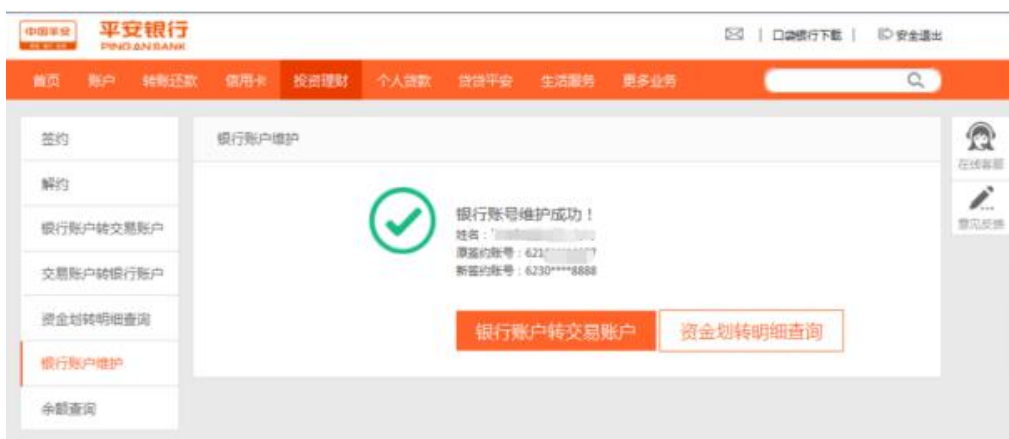 中国平安
平安银行
PING AN BANK
口袋银行下载 | 安全退出
首页 账户 转账还款 信用卡 投资理财 个人贷款 贷贷平安 生活服务 更多业务
签约
解约
银行账户转交易账户
交易账户转银行账户
资金划转明细查询
银行账户维护
余额查询
银行账户维护
银行账号维护成功！
姓名：
原签约账号：621
新签约账号：6230****8888
银行账户转交易账户 资金划转明细查询
在线客服
意见反馈